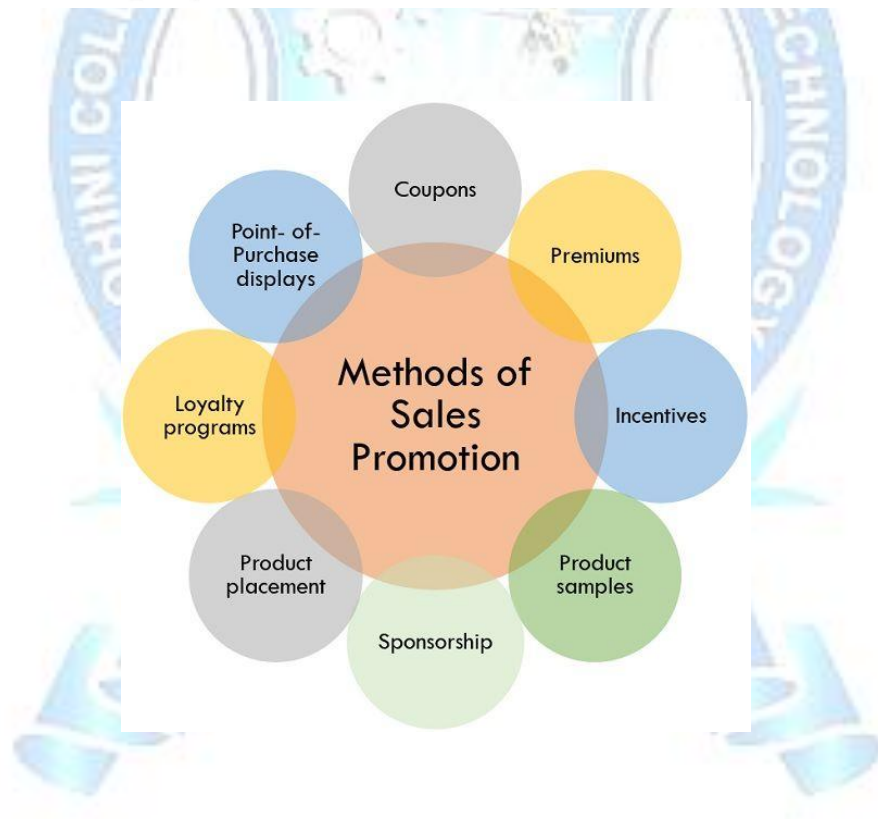 Coupons
Premiums
Incentives
Product
samples
Sponsorship
Product
placement
Loyalty
programs
Point- of-
Purchase
displays
Methods of
Sales
Promotion